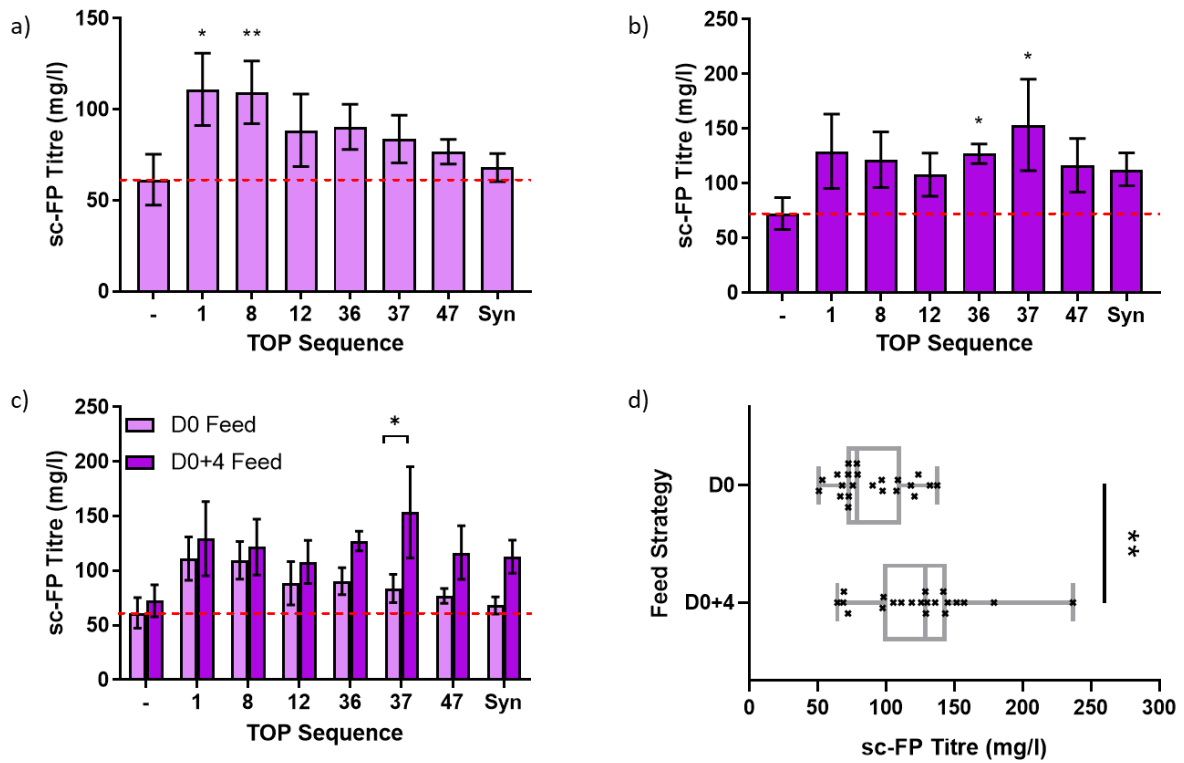 a)
150
100
50
0
sc-FP Titre (mg/l)
* **
- 1 8 12 36 37 47 Syn
TOP Sequence
b)
250
200
150
100
50
0
sc-FP Titre (mg/l)
* *
- 1 8 12 36 37 47 Syn
TOP Sequence
c)
250
200
150
100
50
0
sc-FP Titre (mg/l)
D0 Feed
D0+4 Feed
*
- 1 8 12 36 37 47 Syn
TOP Sequence
d)
Feed Strategy
D0
D0+4
**
0 50 100 150 200 250 300
sc-FP Titre (mg/l)